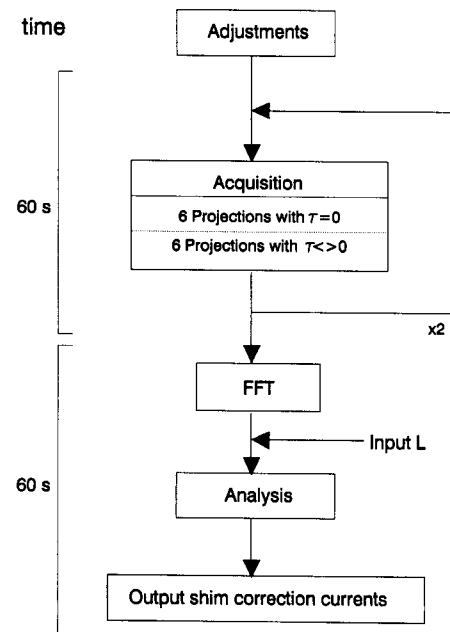 time
Adjustments
Acquisition
6 Projections with τ=0
6 Projections with τ<>0
60 s
x2
FFT
Input L
60 s
Analysis
Output shim correction currents